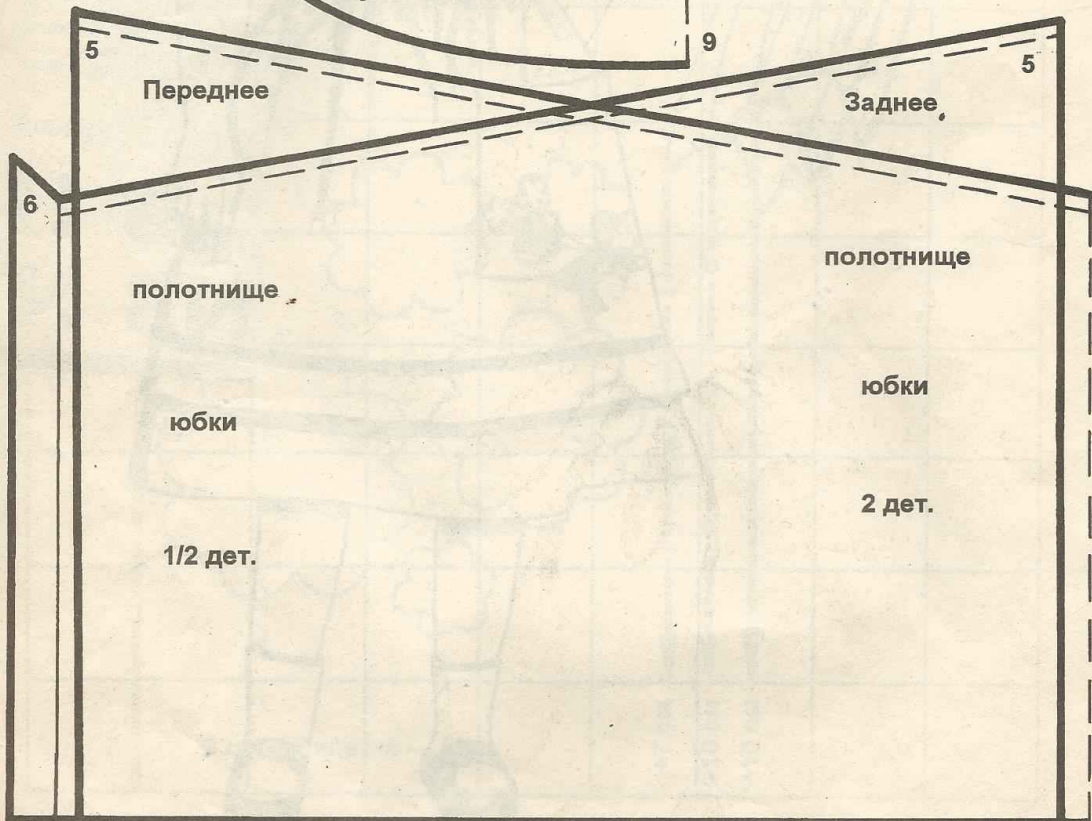 9
5
Переднее
6
полотнище
юбки
1/2 дет.
5
Заднее
полотнище
юбки
2 дет.